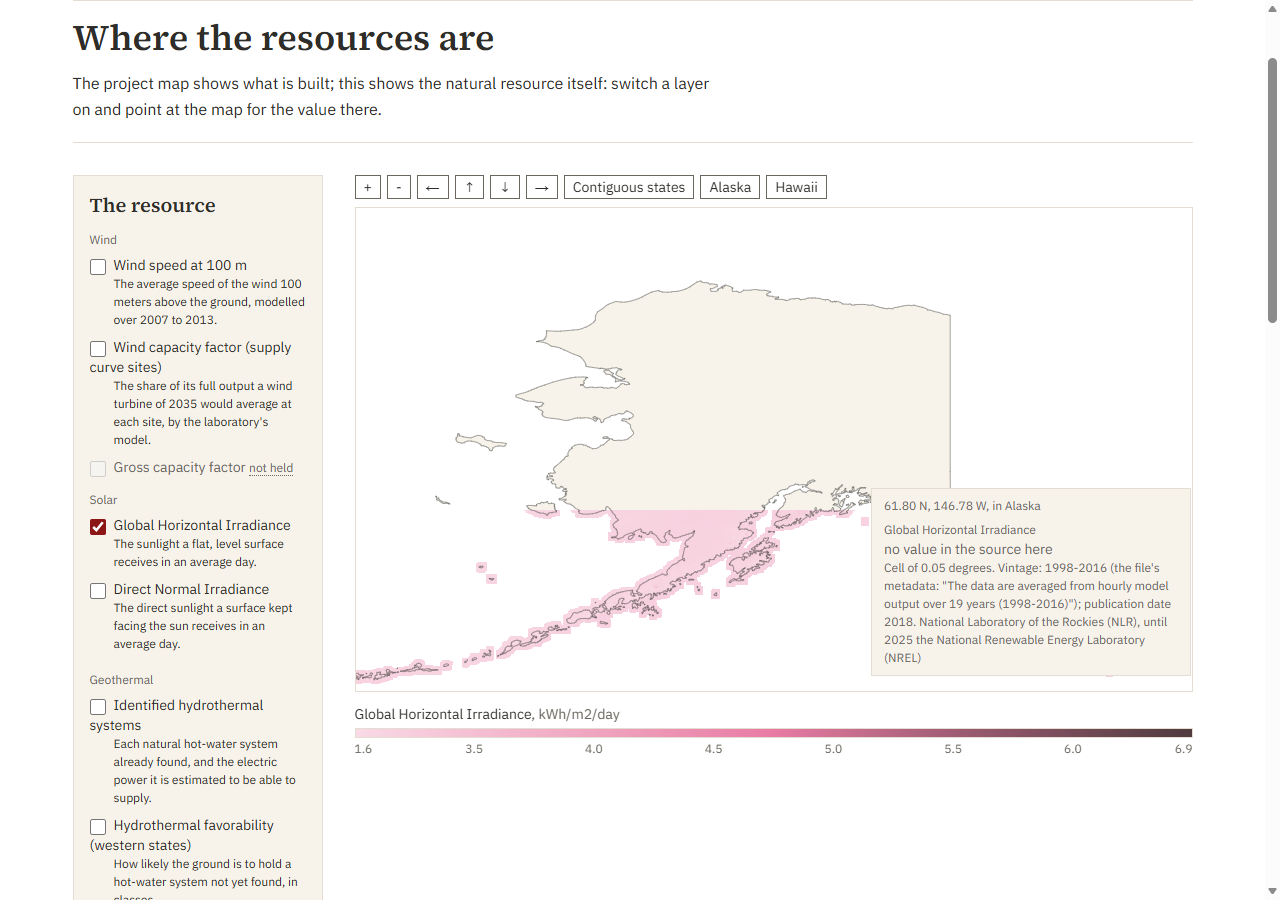 Where the resources are
The project map shows what is built; this shows the natural resource itself: switch a layer
on and point at the map for the value there.
The resource
Wind
Wind speed at 100 m
The average speed of the wind 100
meters above the ground, modelled
over 2007 to 2013.
Wind capacity factor (supply
curve sites)
The share of its full output a wind
turbine of 2035 would average at
each site, by the laboratory's
model.
Gross capacity factor not held
Solar
Global Horizontal Irradiance
The sunlight a flat, level surface
receives in an average day.
Direct Normal Irradiance
The direct sunlight a surface kept
facing the sun receives in an
average day.
Geothermal
Identified hydrothermal
systems
Each natural hot-water system
already found, and the electric
power it is estimated to be able to
supply.
Hydrothermal favorability
(western states)
How likely the ground is to hold a
hot-water system not yet found, in
classes.
+ - ← ↑ ↓ → Contiguous states Alaska Hawaii
61.80 N, 146.78 W, in Alaska
Global Horizontal Irradiance
no value in the source here
Cell of 0.05 degrees. Vintage: 1998-2016 (the file's
metadata: "The data are averaged from hourly model
output over 19 years (1998-2016)"); publication date
2018. National Laboratory of the Rockies (NLR), until
2025 the National Renewable Energy Laboratory
(NREL)
Global Horizontal Irradiance, kWh/m2/day
1.6 3.5 4.0 4.5 5.0 5.5 6.0 6.9